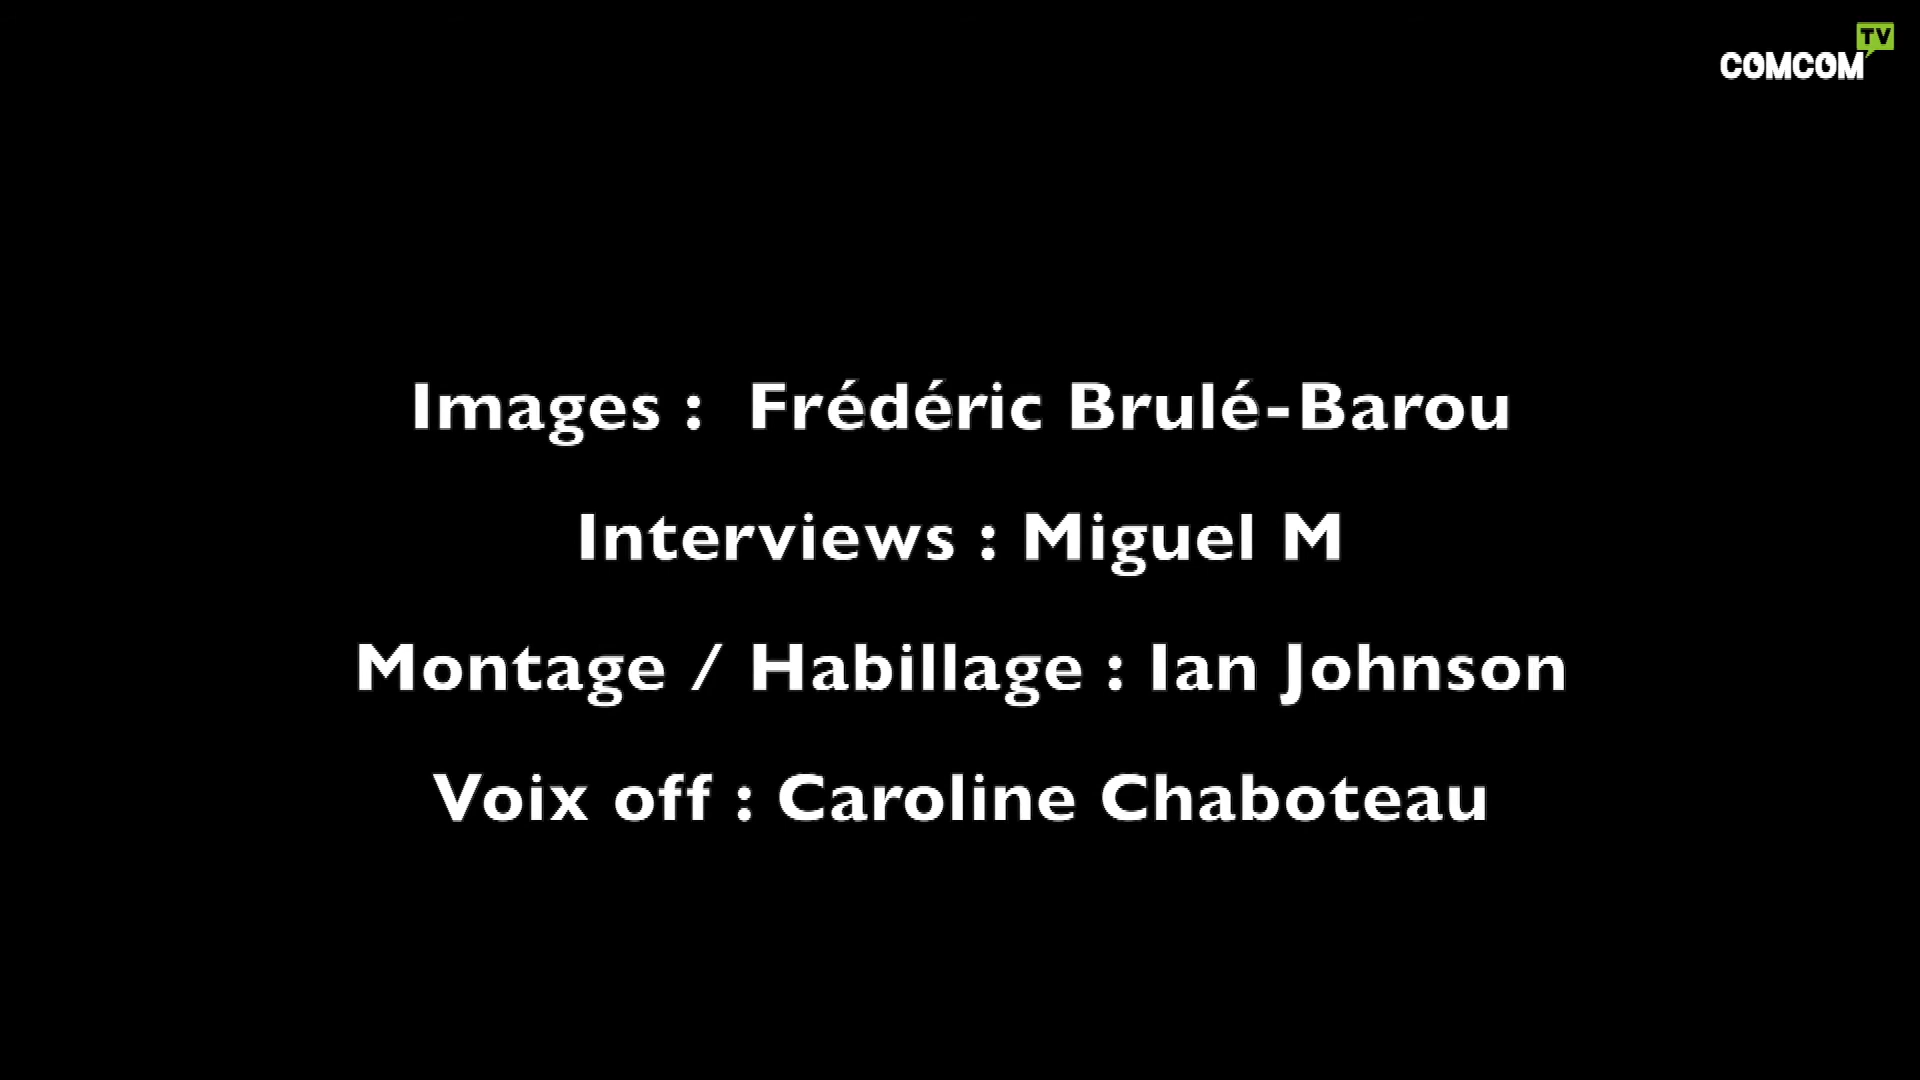 TV
COMCOM
Images :  Frédéric Brulé-Barou
Interviews : Miguel M
Montage / Habillage : Ian Johnson
Voix off : Caroline Chaboteau